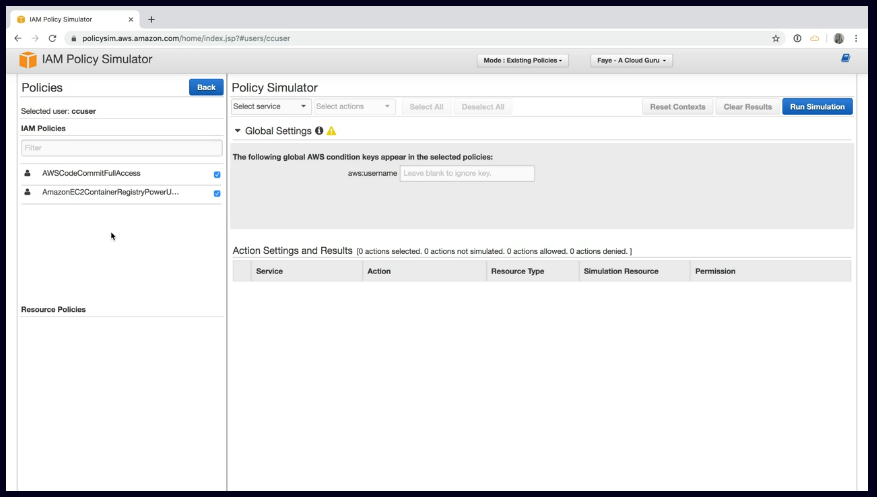 IAM Policy Simulator
policysim.aws.amazon.com/home/index.jsp?#users/ccuser
IAM Policy Simulator
Mode : Existing Policies
Faye - A Cloud Guru
Policies
Back
Selected user: ccuser
IAM Policies
Filter
AWSCodeCommitFullAccess
AmazonEC2ContainerRegistryPowerU...
Resource Policies
Policy Simulator
Select service
Select actions
Select All
Deselect All
Reset Contexts
Clear Results
Run Simulation
Global Settings
The following global AWS condition keys appear in the selected policies:
aws:username Leave blank to ignore key.
Action Settings and Results [0 actions selected. 0 actions not simulated. 0 actions allowed. 0 actions denied. ]
Service Action Resource Type Simulation Resource Permission